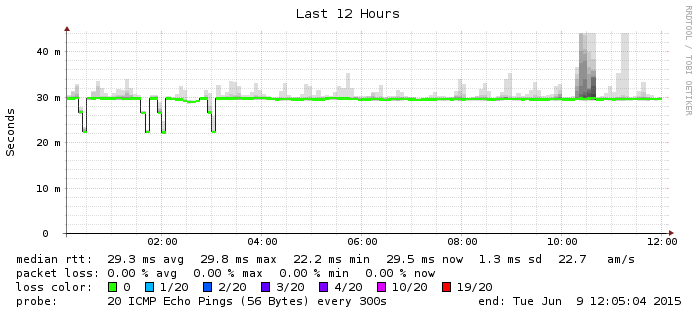 Last 12 Hours
RRDTOOL / TOBI OETIKER
Seconds
40 m
30 m
20 m
10 m
0
02:00 04:00 06:00 08:00 10:00 12:00
median rtt: 29.3 ms avg 29.8 ms max 22.2 ms min 29.5 ms now 1.3 ms sd 22.7 am/s
packet loss: 0.00 % avg 0.00 % max 0.00 % min 0.00 % now
loss color: 0 1/20 2/20 3/20 4/20 10/20 19/20
probe: 20 ICMP Echo Pings (56 Bytes) every 300s end: Tue Jun 9 12:05:04 2015